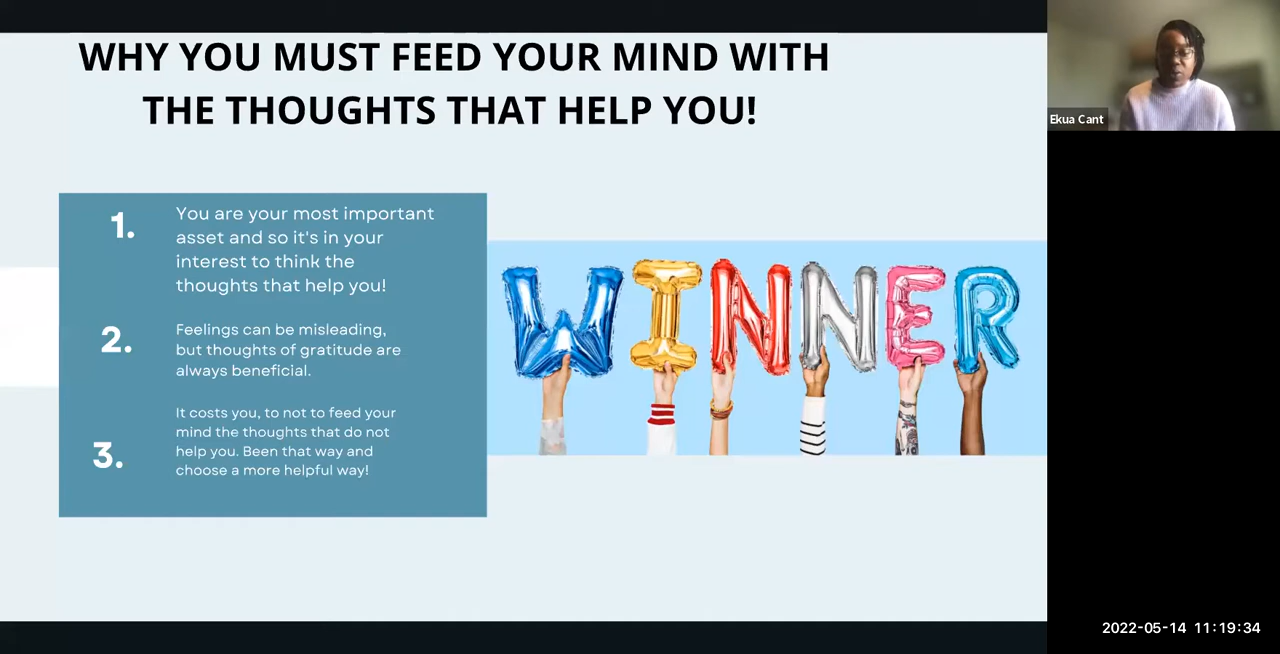 WHY YOU MUST FEED YOUR MIND WITH
THE THOUGHTS THAT HELP YOU!
1.
You are your most important
asset and so it's in your
interest to think the
thoughts that help you!
2.
Feelings can be misleading,
but thoughts of gratitude are
always beneficial.
3.
It costs you, to not to feed your
mind the thoughts that do not
help you. Been that way and
choose a more helpful way!
WINNER
Ekua Cant
2022-05-14 11:19:34